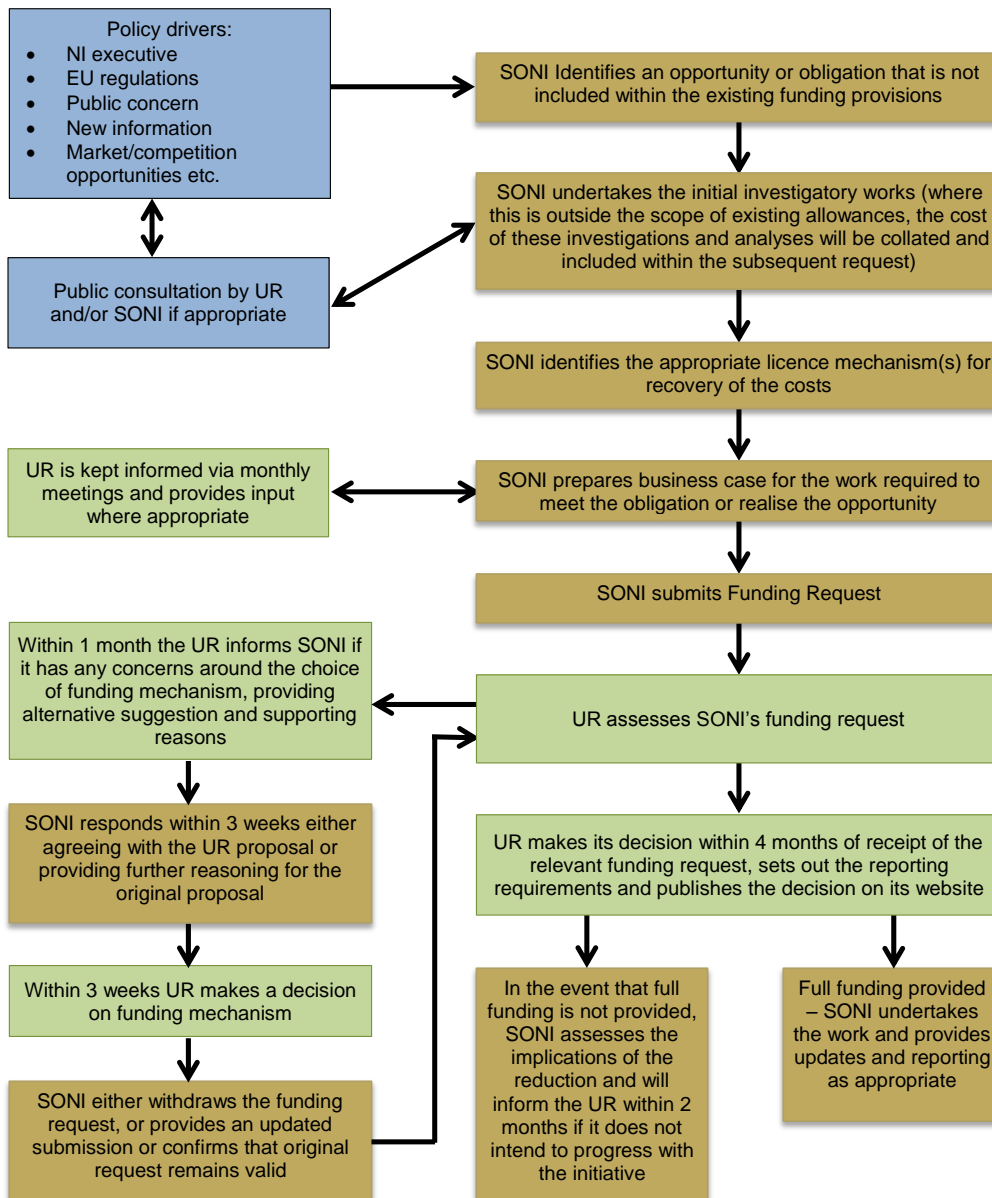 Policy drivers:
• NI executive
• EU regulations
• Public concern
• New information
• Market/competition
opportunities etc.
Public consultation by UR
and/or SONI if appropriate
SONI Identifies an opportunity or obligation that is not
included within the existing funding provisions
SONI undertakes the initial investigatory works (where
this is outside the scope of existing allowances, the cost
of these investigations and analyses will be collated and
included within the subsequent request)
SONI identifies the appropriate licence mechanism(s) for
recovery of the costs
UR is kept informed via monthly
meetings and provides input
where appropriate
SONI prepares business case for the work required to
meet the obligation or realise the opportunity
SONI submits Funding Request
UR assesses SONI’s funding request
Within 1 month the UR informs SONI if
it has any concerns around the choice
of funding mechanism, providing
alternative suggestion and supporting
reasons
SONI responds within 3 weeks either
agreeing with the UR proposal or
providing further reasoning for the
original proposal
Within 3 weeks UR makes a decision
on funding mechanism
SONI either withdraws the funding
request, or provides an updated
submission or confirms that original
request remains valid
UR makes its decision within 4 months of receipt of the
relevant funding request, sets out the reporting
requirements and publishes the decision on its website
In the event that full
funding is not provided,
SONI assesses the
implications of the
reduction and will
inform the UR within 2
months if it does not
intend to progress with
the initiative
Full funding provided
– SONI undertakes
the work and provides
updates and reporting
as appropriate